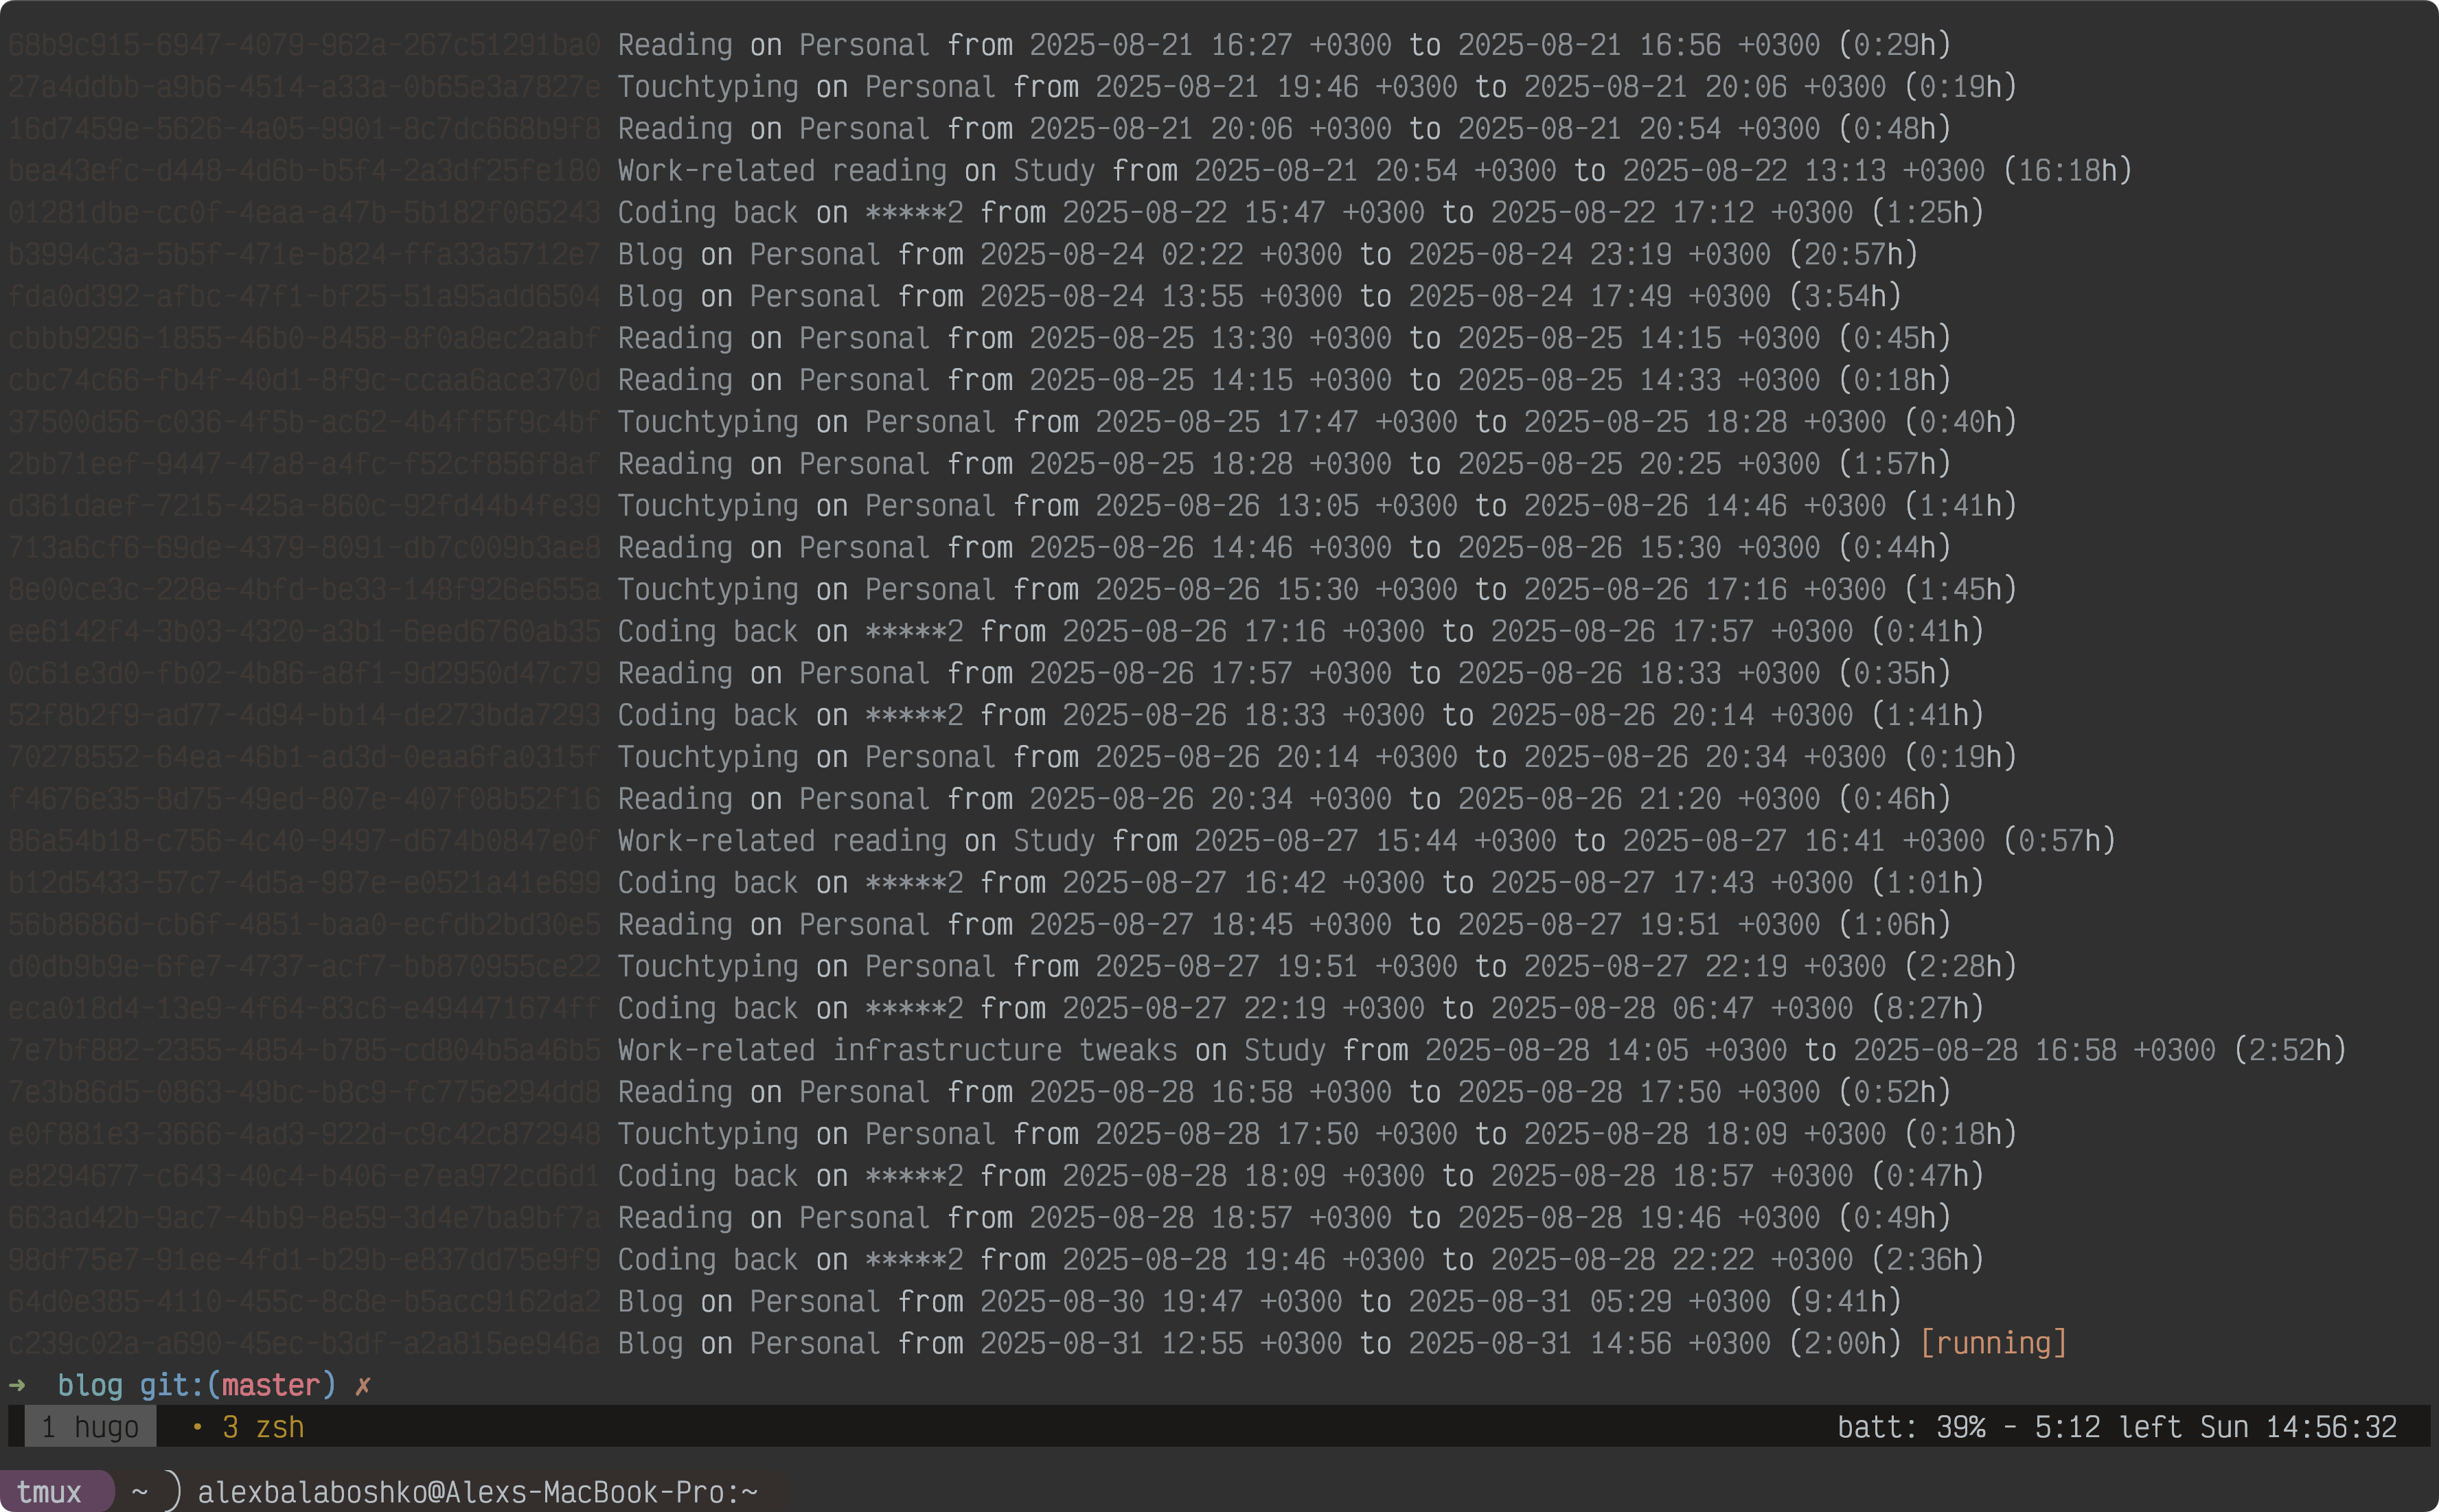 68b9c915-6947-4079-962a-267c51291ba0 Reading on Personal from 2025-08-21 16:27 +0300 to 2025-08-21 16:56 +0300 (0:29h)
27a4ddbb-a9b6-4514-a33a-0b65e3a7827e Touchtyping on Personal from 2025-08-21 19:46 +0300 to 2025-08-21 20:06 +0300 (0:19h)
16d7459e-5626-4a05-9901-8c7dc668b9f8 Reading on Personal from 2025-08-21 20:06 +0300 to 2025-08-21 20:54 +0300 (0:48h)
bea43efc-d448-4d6b-b5f4-2a3df25fe180 Work-related reading on Study from 2025-08-21 20:54 +0300 to 2025-08-22 13:13 +0300 (16:18h)
01281dbe-cc0f-4eaa-a47b-5b182f065243 Coding back on *****2 from 2025-08-22 15:47 +0300 to 2025-08-22 17:12 +0300 (1:25h)
b3994c3a-5b5f-471e-b824-ffa33a5712e7 Blog on Personal from 2025-08-24 02:22 +0300 to 2025-08-24 23:19 +0300 (20:57h)
fda0d392-afbc-47f1-bf25-51a95add6504 Blog on Personal from 2025-08-24 13:55 +0300 to 2025-08-24 17:49 +0300 (3:54h)
cbbb9296-1855-46b0-8458-8f0a8ec2aabf Reading on Personal from 2025-08-25 13:30 +0300 to 2025-08-25 14:15 +0300 (0:45h)
cbc74c66-fb4f-40d1-8f9c-ccaa6ace370d Reading on Personal from 2025-08-25 14:15 +0300 to 2025-08-25 14:33 +0300 (0:18h)
37500d56-c036-4f5b-ac62-4b4ff5f9c4bf Touchtyping on Personal from 2025-08-25 17:47 +0300 to 2025-08-25 18:28 +0300 (0:40h)
2bb71eef-9447-47a8-a4fc-f52cf856f8af Reading on Personal from 2025-08-25 18:28 +0300 to 2025-08-25 20:25 +0300 (1:57h)
d361daef-7215-425a-860c-92fd44b4fe39 Touchtyping on Personal from 2025-08-26 13:05 +0300 to 2025-08-26 14:46 +0300 (1:41h)
713a6cf6-69de-4379-8091-db7c009b3ae8 Reading on Personal from 2025-08-26 14:46 +0300 to 2025-08-26 15:30 +0300 (0:44h)
8e00ce3c-228e-4bfd-be33-148f926e655a Touchtyping on Personal from 2025-08-26 15:30 +0300 to 2025-08-26 17:16 +0300 (1:45h)
ee6142f4-3b03-4320-a3b1-6eed6760ab35 Coding back on *****2 from 2025-08-26 17:16 +0300 to 2025-08-26 17:57 +0300 (0:41h)
0c61e3d0-fb02-4b86-a8f1-9d2950d47c79 Reading on Personal from 2025-08-26 17:57 +0300 to 2025-08-26 18:33 +0300 (0:35h)
52f8b2f9-ad77-4d94-bb14-de273bda7293 Coding back on *****2 from 2025-08-26 18:33 +0300 to 2025-08-26 20:14 +0300 (1:41h)
70278552-64ea-46b1-ad3d-0eaa6fa0315f Touchtyping on Personal from 2025-08-26 20:14 +0300 to 2025-08-26 20:34 +0300 (0:19h)
f4676e35-8d75-49ed-807e-407f08b52f16 Reading on Personal from 2025-08-26 20:34 +0300 to 2025-08-26 21:20 +0300 (0:46h)
86a54b18-c756-4c40-9497-d674b0847e0f Work-related reading on Study from 2025-08-27 15:44 +0300 to 2025-08-27 16:41 +0300 (0:57h)
b12d5433-57c7-4d5a-987e-e0521a41e699 Coding back on *****2 from 2025-08-27 16:42 +0300 to 2025-08-27 17:43 +0300 (1:01h)
56b8686d-cb6f-4851-baa0-ecfdb2bd30e5 Reading on Personal from 2025-08-27 18:45 +0300 to 2025-08-27 19:51 +0300 (1:06h)
d0db9b9e-6fe7-4737-acf7-bb870955ce22 Touchtyping on Personal from 2025-08-27 19:51 +0300 to 2025-08-27 22:19 +0300 (2:28h)
eca018d4-13e9-4f64-83c6-e494471674ff Coding back on *****2 from 2025-08-27 22:19 +0300 to 2025-08-28 06:47 +0300 (8:27h)
7e7bf882-2355-4854-b785-cd804b5a46b5 Work-related infrastructure tweaks on Study from 2025-08-28 14:05 +0300 to 2025-08-28 16:58 +0300 (2:52h)
7e3b86d5-0863-49bc-b8c9-fc775e294dd8 Reading on Personal from 2025-08-28 16:58 +0300 to 2025-08-28 17:50 +0300 (0:52h)
e0f881e3-3666-4ad3-922d-c9c42c872948 Touchtyping on Personal from 2025-08-28 17:50 +0300 to 2025-08-28 18:09 +0300 (0:18h)
e8294677-c643-40c4-b406-e7ea972cd6d1 Coding back on *****2 from 2025-08-28 18:09 +0300 to 2025-08-28 18:57 +0300 (0:47h)
663ad42b-9ac7-4bb9-8e59-3d4e7ba9bf7a Reading on Personal from 2025-08-28 18:57 +0300 to 2025-08-28 19:46 +0300 (0:49h)
98df75e7-91ee-4fd1-b29b-e837dd75e9f9 Coding back on *****2 from 2025-08-28 19:46 +0300 to 2025-08-28 22:22 +0300 (2:36h)
64d0e385-4110-455c-8c8e-b5acc9162da2 Blog on Personal from 2025-08-30 19:47 +0300 to 2025-08-31 05:29 +0300 (9:41h)
c239c02a-a690-45ec-b3df-a2a815ee946a Blog on Personal from 2025-08-31 12:55 +0300 to 2025-08-31 14:56 +0300 (2:00h) [running]
➜ blog git:(master) ✗
1 hugo • 3 zsh batt: 39% - 5:12 left Sun 14:56:32
tmux ~ ) alexbalaboshko@Alexs-MacBook-Pro:~